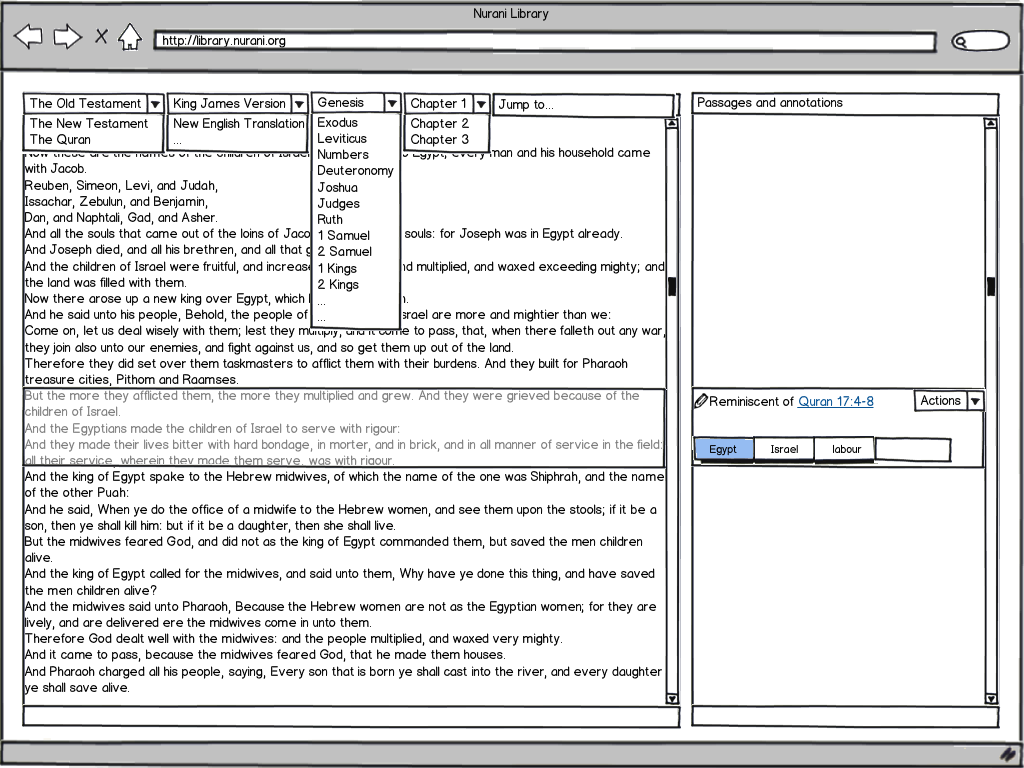 Nurani Library
http://library.nurani.org
The Old Testament
King James Version
Genesis
Chapter 1
Jump to...
Passages and annotations
The New Testament
The Quran
New English Translation
...
Exodus
Leviticus
Numbers
Deuteronomy
Joshua
Judges
Ruth
1 Samuel
2 Samuel
1 Kings
2 Kings
...
...
Chapter 2
Chapter 3
Now these are the names of the children of Israel Egypt, every man and his household came
with Jacob.
Reuben, Simeon, Levi, and Judah,
Issachar, Zebulun, and Benjamin,
Dan, and Naphtali, Gad, and Asher.
And all the souls that came out of the loins of Jaco souls: for Joseph was in Egypt already.
And Joseph died, and all his brethren, and all that g
And the children of Israel were fruitful, and increase d multiplied, and waxed exceeding mighty; and
the land was filled with them.
Now there arose up a new king over Egypt, which .
And he said unto his people, Behold, the people of srael are more and mightier than we:
Come on, let us deal wisely with them; lest they multiply, and it come to pass, that, when there falleth out any war,
they join also unto our enemies, and fight against us, and so get them up out of the land.
Therefore they did set over them taskmasters to afflict them with their burdens. And they built for Pharaoh
treasure cities, Pithom and Raamses.
But the more they afflicted them, the more they multiplied and grew. And they were grieved because of the
children of Israel.
And the Egyptians made the children of Israel to serve with rigour:
And they made their lives bitter with hard bondage, in morter, and in brick, and in all manner of service in the field:
all their service, wherein they made them serve, was with rigour.
Reminiscent of Quran 17:4-8
Actions
Egypt
Israel
labour
And the king of Egypt spake to the Hebrew midwives, of which the name of the one was Shiphrah, and the name
of the other Puah:
And he said, When ye do the office of a midwife to the Hebrew women, and see them upon the stools; if it be a
son, then ye shall kill him: but if it be a daughter, then she shall live.
But the midwives feared God, and did not as the king of Egypt commanded them, but saved the men children
alive.
And the king of Egypt called for the midwives, and said unto them, Why have ye done this thing, and have saved
the men children alive?
And the midwives said unto Pharaoh, Because the Hebrew women are not as the Egyptian women; for they are
lively, and are delivered ere the midwives come in unto them.
Therefore God dealt well with the midwives: and the people multiplied, and waxed very mighty.
And it came to pass, because the midwives feared God, that he made them houses.
And Pharaoh charged all his people, saying, Every son that is born ye shall cast into the river, and every daughter
ye shall save alive.